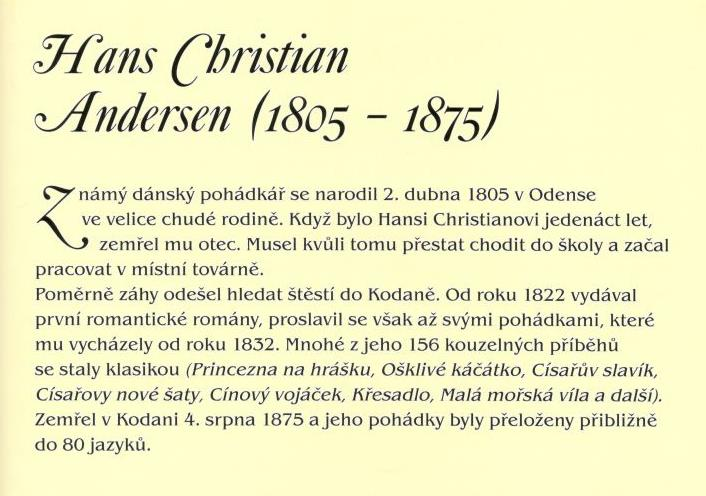 Hans Christian
Andersen (1805 – 1875)
Známý dánský pohádkář se narodil 2. dubna 1805 v Odense
ve velice chudé rodině. Když bylo Hansi Christianovi jedenáct let,
zemřel mu otec. Musel kvůli tomu přestat chodit do školy a začal
pracovat v místní továrně.
Poměrně záhy odešel hledat štěstí do Kodaně. Od roku 1822 vydával
první romantické romány, proslavil se však až svými pohádkami, které
mu vycházely od roku 1832. Mnohé z jeho 156 kouzelných příběhů
se staly klasikou (Princezna na hrášku, Ošklivé káčátko, Císařův slavík,
Císařovy nové šaty, Cínový vojáček, Křesadlo, Malá mořská víla a další).
Zemřel v Kodani 4. srpna 1875 a jeho pohádky byly přeloženy přibližně
do 80 jazyků.